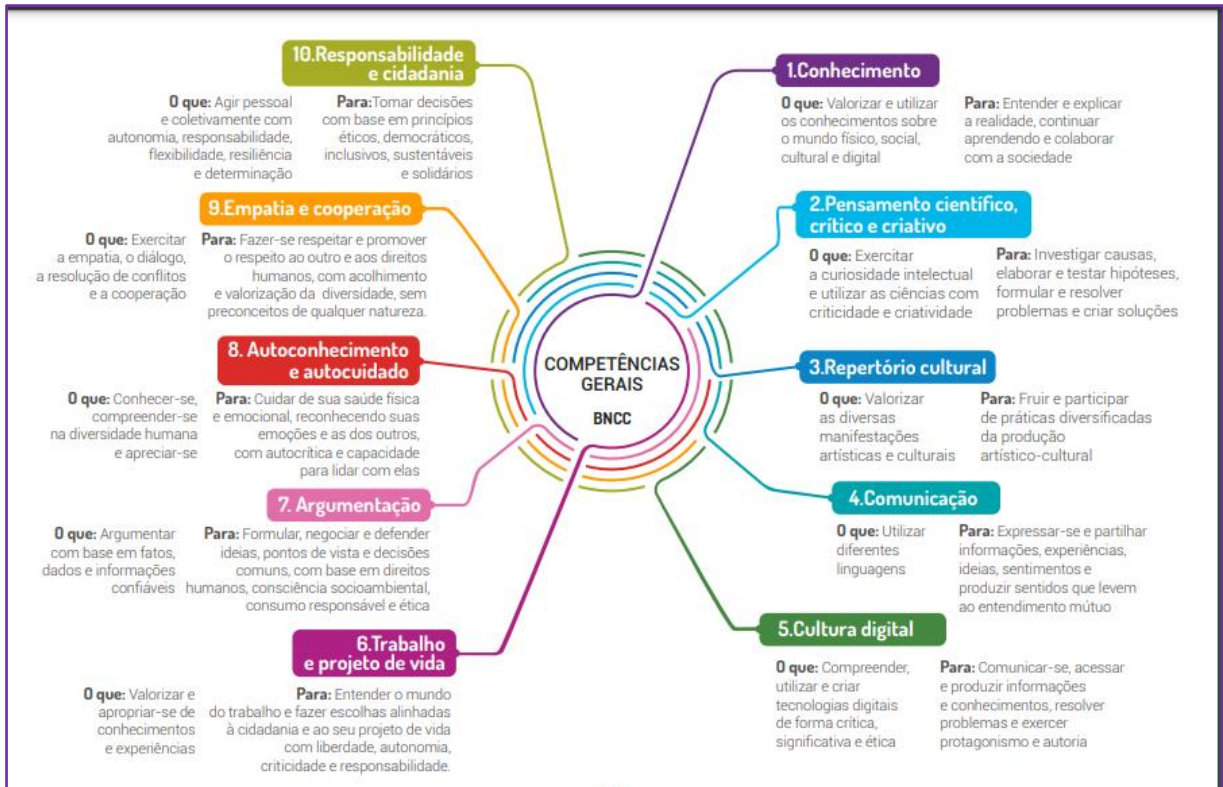 COMPETÊNCIAS
GERAIS
BNCC
1.Conhecimento
O que: Valorizar e utilizar
os conhecimentos sobre
o mundo físico, social,
cultural e digital
Para: Entender e explicar
a realidade, continuar
aprendendo e colaborar
com a sociedade
2.Pensamento científico,
crítico e criativo
O que: Exercitar
a curiosidade intelectual
e utilizar as ciências com
criticidade e criatividade
Para: Investigar causas,
elaborar e testar hipóteses,
formular e resolver
problemas e criar soluções
3.Repertório cultural
O que: Valorizar
as diversas
manifestações
artísticas e culturais
Para: Fruir e participar
de práticas diversificadas
da produção
artístico-cultural
4.Comunicação
O que: Utilizar
diferentes
linguagens
Para: Expressar-se e partilhar
informações, experiências,
ideias, sentimentos e
produzir sentidos que levem
ao entendimento mútuo
5.Cultura digital
O que: Compreender,
utilizar e criar
tecnologias digitais
de forma crítica,
significativa e ética
Para: Comunicar-se, acessar
e produzir informações
e conhecimentos, resolver
problemas e exercer
protagonismo e autoria
6.Trabalho
e projeto de vida
O que: Valorizar e
apropriar-se de
conhecimentos
e experiências
Para: Entender o mundo
do trabalho e fazer escolhas alinhadas
à cidadania e ao seu projeto de vida
com liberdade, autonomia,
criticidade e responsabilidade.
7. Argumentação
O que: Argumentar
com base em fatos,
dados e informações
confiáveis
Para: Formular, negociar e defender
ideias, pontos de vista e decisões
comuns, com base em direitos
humanos, consciência socioambiental,
consumo responsável e ética
8. Autoconhecimento
e autocuidado
O que: Conhecer-se,
compreender-se
na diversidade humana
e apreciar-se
Para: Cuidar de sua saúde física
e emocional, reconhecendo suas
emoções e as dos outros,
com autocrítica e capacidade
para lidar com elas
9.Empatia e cooperação
O que: Exercitar
a empatia, o diálogo,
a resolução de conflitos
e a cooperação
Para: Fazer-se respeitar e promover
o respeito ao outro e aos direitos
humanos, com acolhimento
e valorização da diversidade, sem
preconceitos de qualquer natureza.
10.Responsabilidade
e cidadania
O que: Agir pessoal
e coletivamente com
autonomia, responsabilidade,
flexibilidade, resiliência
e determinação
Para:Tomar decisões
com base em princípios
éticos, democráticos,
inclusivos, sustentáveis
e solidários